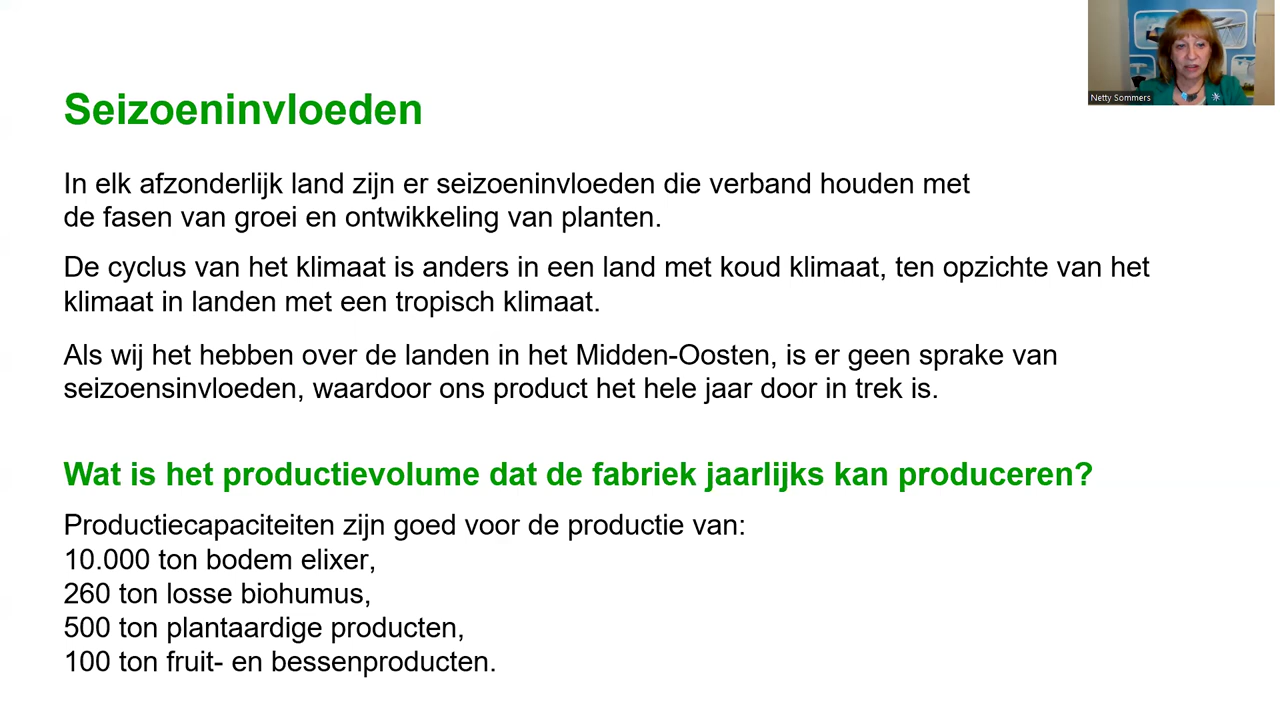 Seizoeninvloeden
In elk afzonderlijk land zijn er seizoeninvloeden die verband houden met
de fasen van groei en ontwikkeling van planten.
De cyclus van het klimaat is anders in een land met koud klimaat, ten opzichte van het
klimaat in landen met een tropisch klimaat.
Als wij het hebben over de landen in het Midden-Oosten, is er geen sprake van
seizoensinvloeden, waardoor ons product het hele jaar door in trek is.
Wat is het productievolume dat de fabriek jaarlijks kan produceren?
Productiecapaciteiten zijn goed voor de productie van:
10.000 ton bodem elixer,
260 ton losse biohumus,
500 ton plantaardige producten,
100 ton fruit- en bessenproducten.
Netty Sommers